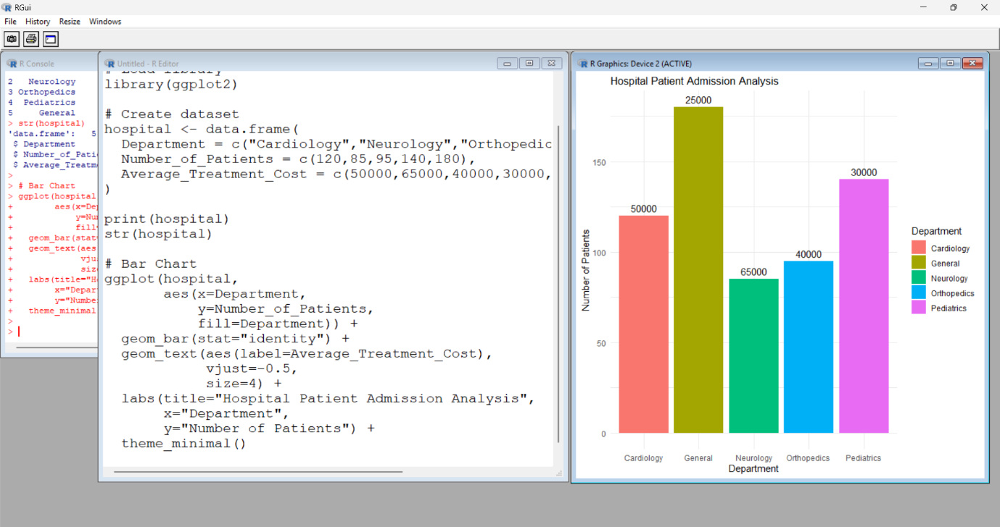 RGui
File History Resize Windows
R Console
2 Neurology
3 Orthopedics
4 Pediatrics
5 General
> str(hospital)
'data.frame': 5
$ Department
$ Number_of_Pati
$ Average_Treatm
>
> # Bar Chart
> ggplot(hospital
+ aes(x=Dep
+ y=Nu
+ fill
+ geom_bar(stat
+ geom_text(aes
+ vju
+ size
+ labs(title="H
+ x="Depar
+ y="Numbe
+ theme_minimal
>
>
Untitled - R Editor
# Load library
library(ggplot2)
# Create dataset
hospital <- data.frame(
Department = c("Cardiology","Neurology","Orthopedic
Number_of_Patients = c(120,85,95,140,180),
Average_Treatment_Cost = c(50000,65000,40000,30000,
)
print(hospital)
str(hospital)
# Bar Chart
ggplot(hospital,
aes(x=Department,
y=Number_of_Patients,
fill=Department)) +
geom_bar(stat="identity") +
geom_text(aes(label=Average_Treatment_Cost),
vjust=-0.5,
size=4) +
labs(title="Hospital Patient Admission Analysis",
x="Department",
y="Number of Patients") +
theme_minimal()
R Graphics: Device 2 (ACTIVE)
Hospital Patient Admission Analysis
25000
150
30000
50000
100
40000
65000
50
0
Number of Patients
Cardiology General Neurology Orthopedics Pediatrics
Department
Department
Cardiology
General
Neurology
Orthopedics
Pediatrics